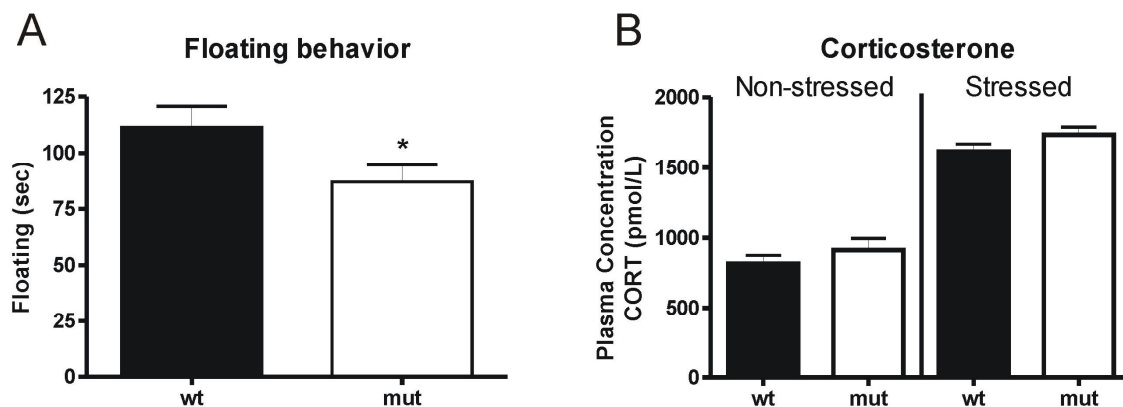 A
Floating behavior
Floating (sec)
125
100
75
50
25
0
*
wt
mut
B
Corticosterone
Non-stressed
Stressed
Plasma Concentration
CORT (pmol/L)
2000
1500
1000
500
0
wt
mut
wt
mut